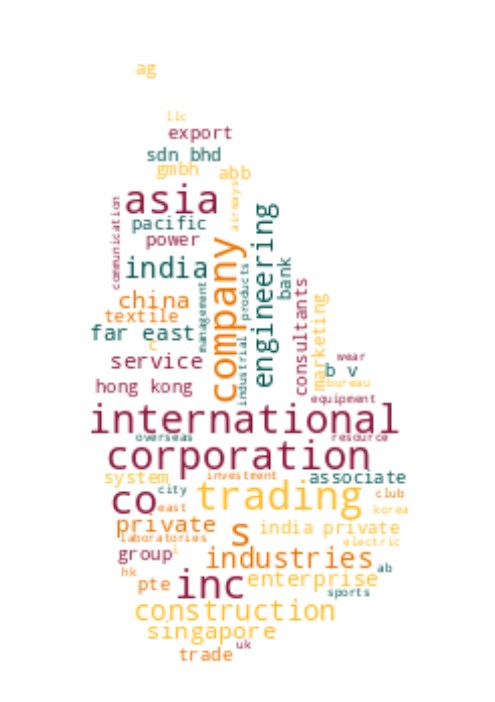 ag
llc
export
sdn bhd
gmbh
abb
asia
airways
communication
pacific
power
engineering
company
india
bank
management
products
industrial
china
textile
consultants
marketing
far east
c
service
wear
b v
bureau
hong kong
equipment
international
overseas
resource
corporation
system
investment
associate
co
city
trading
club
east
korea
private
s
india private
laboratories
electric
group
l
industries
hk
ab
pte
inc
enterprise
sports
construction
singapore
uk
trade